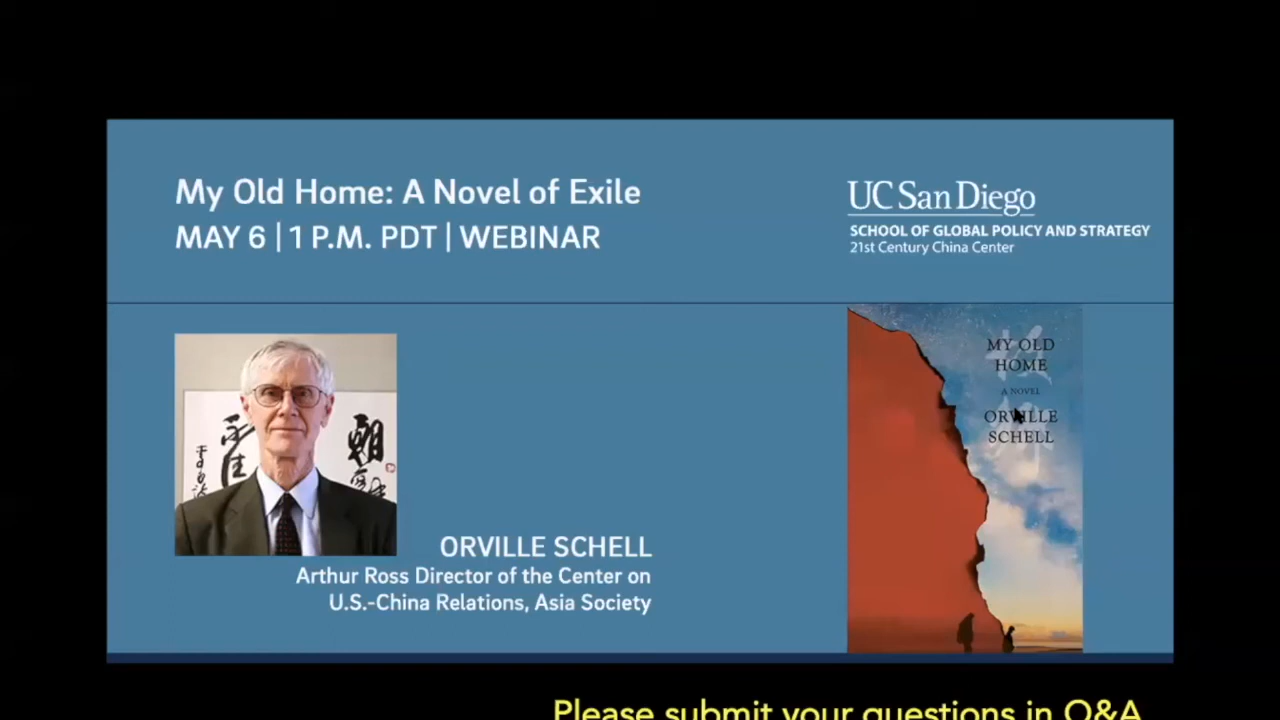 My Old Home: A Novel of Exile
MAY 6 | 1 P.M. PDT | WEBINAR
UC San Diego
SCHOOL OF GLOBAL POLICY AND STRATEGY
21st Century China Center
MY OLD
HOME
A NOVEL
ORVILLE
SCHELL
ORVILLE SCHELL
Arthur Ross Director of the Center on
U.S.-China Relations, Asia Society
Please submit your questions in Q&A